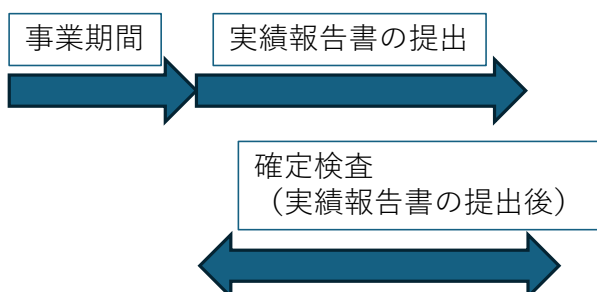 事業期間
実績報告書の提出
確定検査
（実績報告書の提出後）